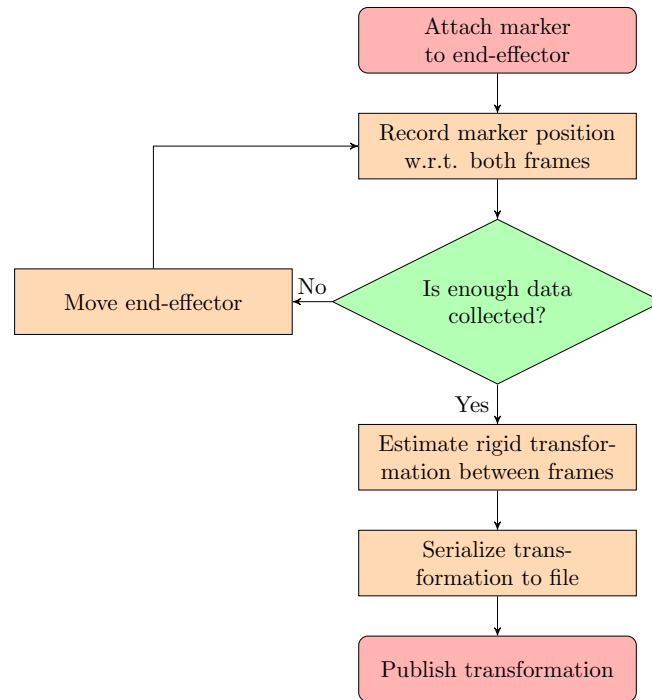 Attach marker
to end-effector
Record marker position
w.r.t. both frames
Is enough data
collected?
No
Move end-effector
Yes
Estimate rigid transfor-
mation between frames
Serialize trans-
formation to file
Publish transformation